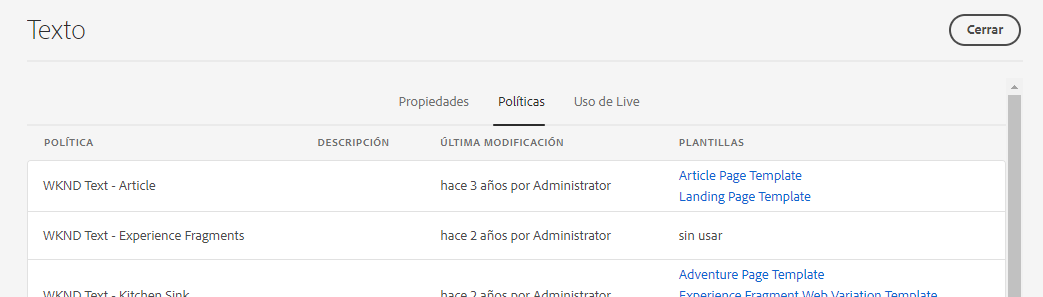 Texto
Cerrar
Propiedades Políticas Uso de Live
POLÍTICA DESCRIPCIÓN ÚLTIMA MODIFICACIÓN PLANTILLAS
WKND Text - Article hace 3 años por Administrator Article Page Template
Landing Page Template
WKND Text - Experience Fragments hace 2 años por Administrator sin usar
Adventure Page Template
WKND Text - Kitchen Sink hace 2 años por Administrator Experience Fragment Web Variation Template